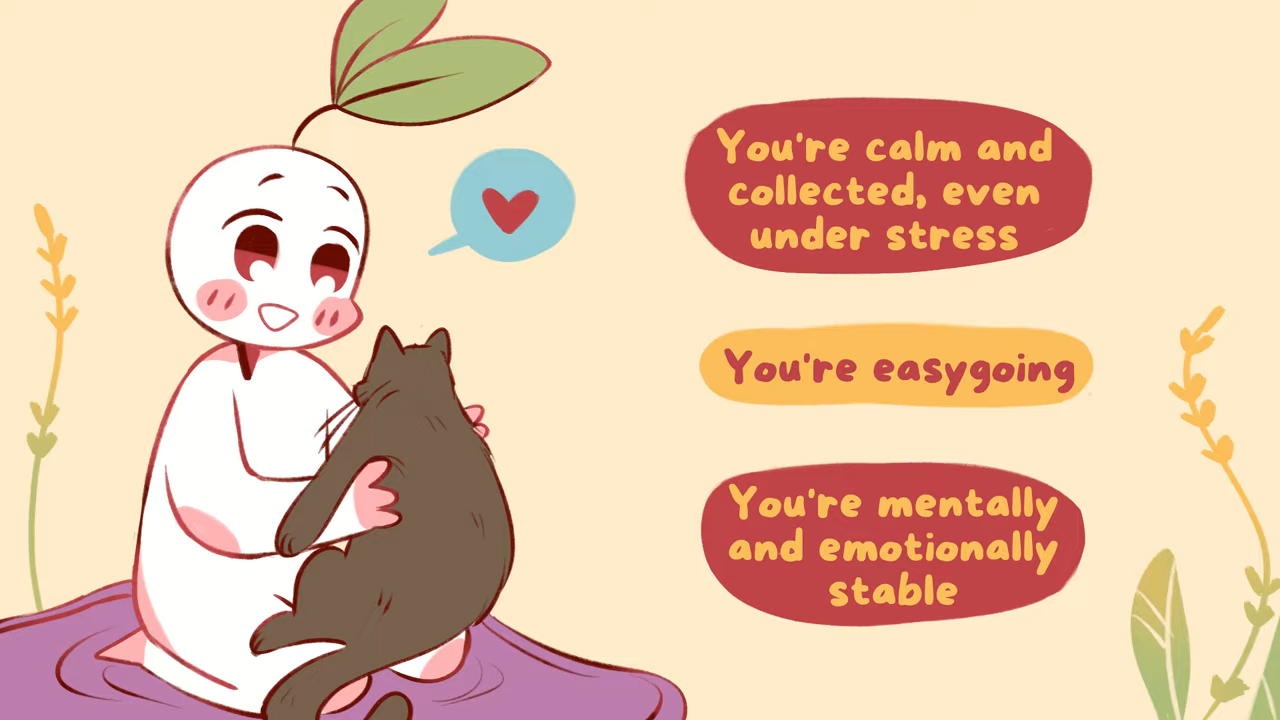 You're calm and
collected, even
under stress
You're easygoing
You're mentally
and emotionally
stable